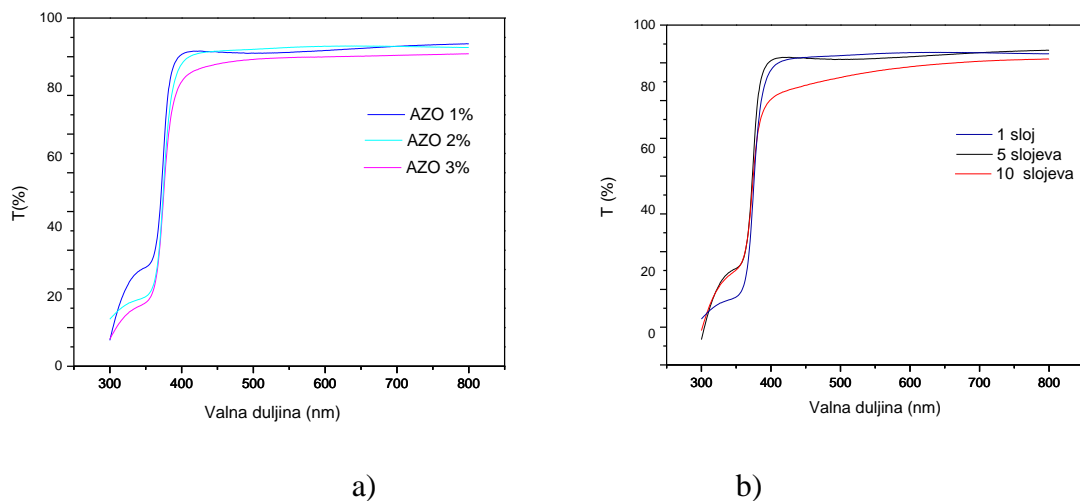 100
80
60
40
20
0
T(%)
AZO 1%
AZO 2%
AZO 3%
300 400 500 600 700 800
Valna duljina (nm)
a)
100
80
60
40
20
0
T (%)
1 sloj
5 slojeva
10 slojeva
300 400 500 600 700 800
Valna duljina (nm)
b)